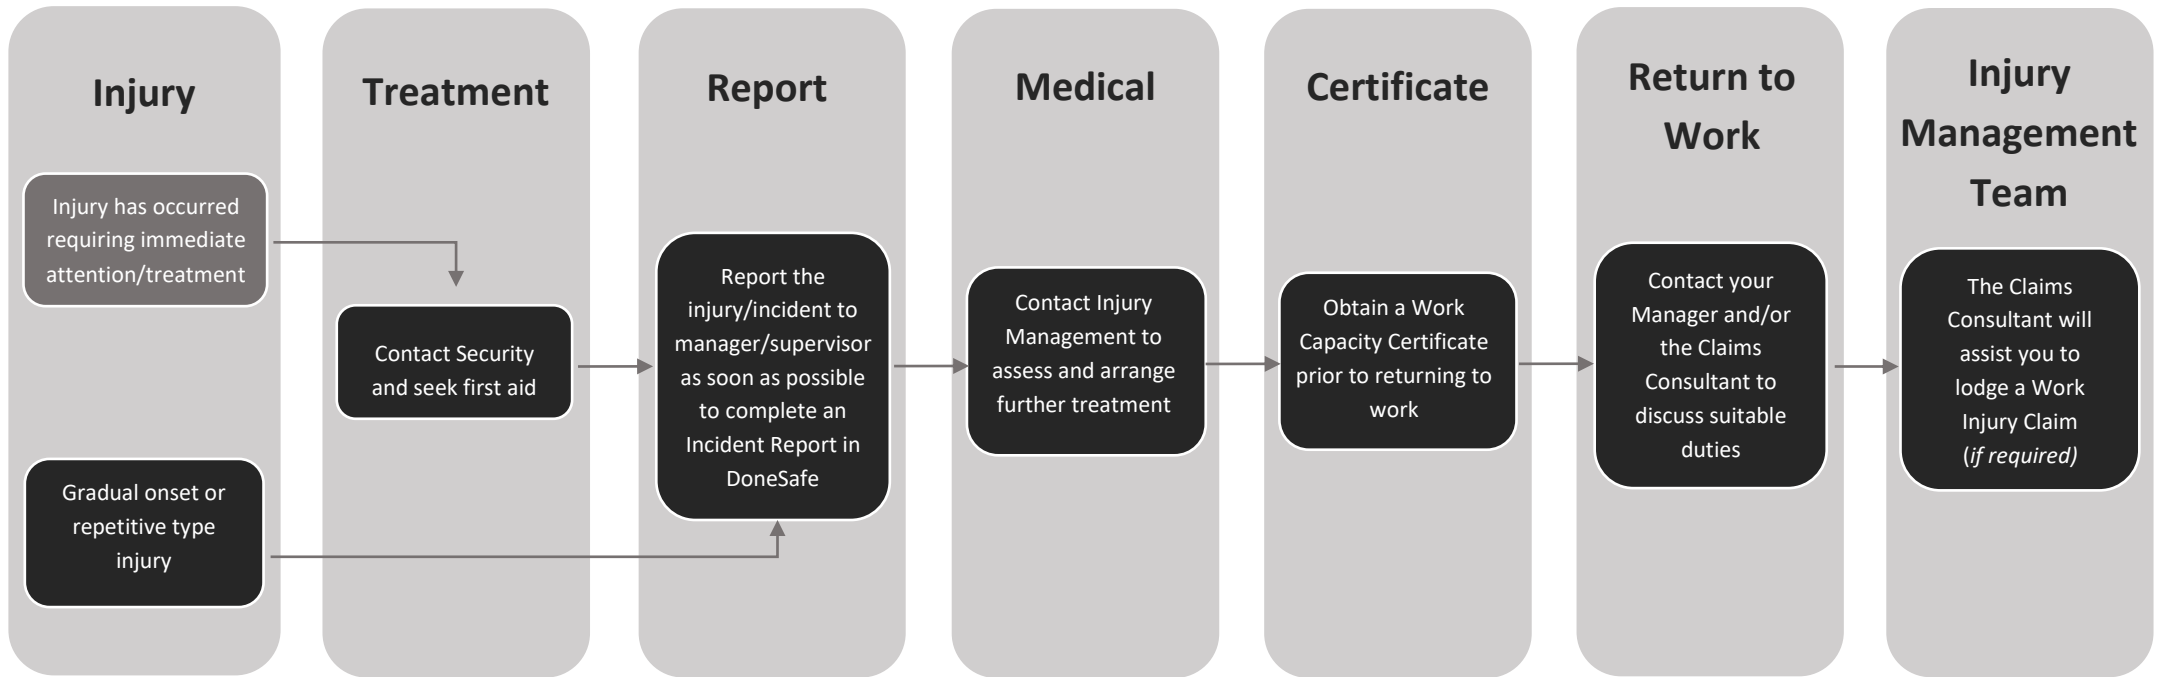 Injury
Injury has occurred
requiring immediate
attention/treatment
Gradual onset or
repetitive type
injury
Treatment
Contact Security
and seek first aid
Report
Report the
injury/incident to
manager/supervisor
as soon as possible
to complete an
Incident Report in
DoneSafe
Medical
Contact Injury
Management to
assess and arrange
further treatment
Certificate
Obtain a Work
Capacity Certificate
prior to returning to
work
Return to
Work
Contact your
Manager and/or
the Claims
Consultant to
discuss suitable
duties
Injury
Management
Team
The Claims
Consultant will
assist you to
lodge a Work
Injury Claim
(if required)